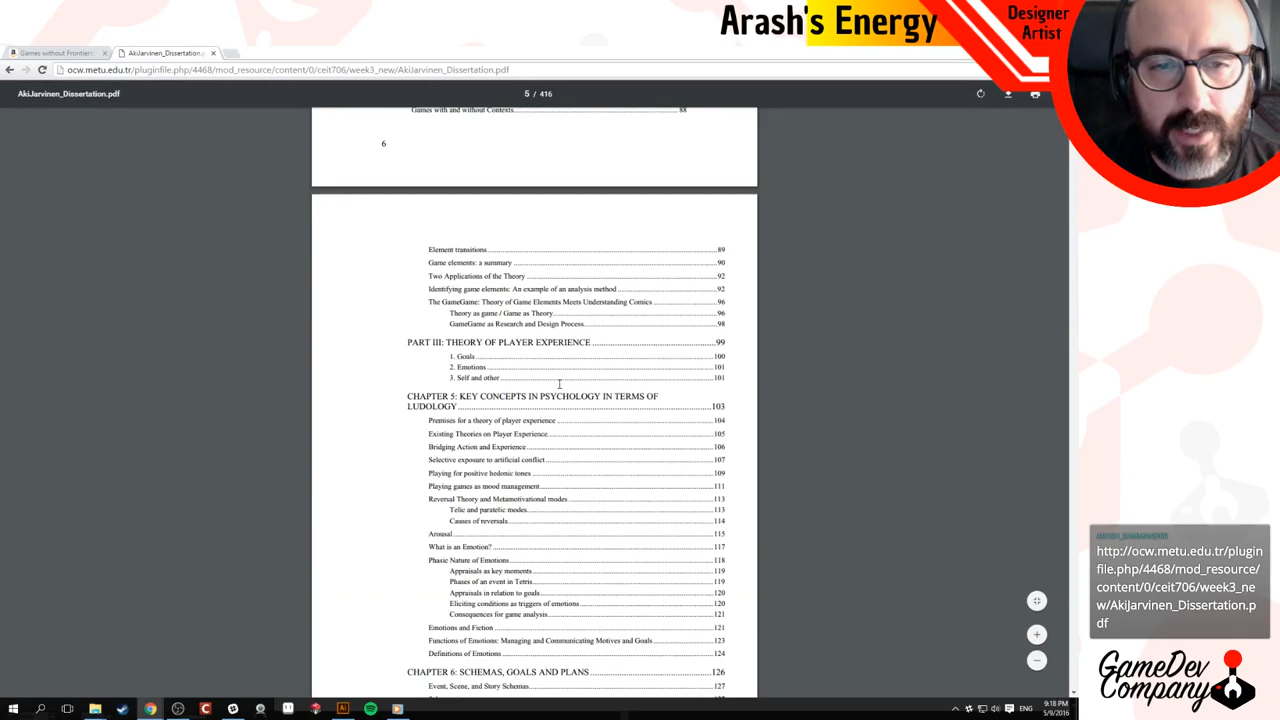 Arash's Energy
Designer
Artist
Games without Frontiers:
AkiJarvinen_Dissertation.p
ocw.metu.edu.tr/pluginfile.php/4468/mod_resource/content/0/ceit706/week3_new/AkiJarvinen_Dissertation.pdf
AkiJarvinen_Dissertation.pdf
5 / 416
Games with and without Contexts 88
6
Element transitions 89
Game elements: a summary 90
Two Applications of the Theory 92
Identifying game elements: An example of an analysis method 92
The GameGame: Theory of Game Elements Meets Understanding Comics 96
Theory as game / Game as Theory 96
GameGame as Research and Design Process 98
PART III: THEORY OF PLAYER EXPERIENCE 99
1. Goals 100
2. Emotions 101
3. Self and other 101
CHAPTER 5: KEY CONCEPTS IN PSYCHOLOGY IN TERMS OF
LUDOLOGY 103
Premises for a theory of player experience 104
Existing Theories on Player Experience 105
Bridging Action and Experience 106
Selective exposure to artificial conflict 107
Playing for positive hedonic tones 109
Playing games as mood management 111
Reversal Theory and Metamotivational modes 113
Telic and paratelic modes 113
Causes of reversals 114
Arousal 115
What is an Emotion? 117
Phasic Nature of Emotions 118
Appraisals as key moments 119
Phases of an event in Tetris 119
Appraisals in relation to goals 120
Eliciting conditions as triggers of emotions 120
Consequences for game analysis 121
Emotions and Fiction 121
Functions of Emotions: Managing and Communicating Motives and Goals 123
Definitions of Emotions 124
CHAPTER 6: SCHEMAS, GOALS AND PLANS 126
Event, Scene, and Story Schemas 127
http://ocw.metu.edu.tr/plugin
file.php/4468/mod_resource/
content/0/ceit706/week3_ne
w/AkiJarvinen_Dissertation.p
df
GameDev
Company
ENG
9:18 PM
5/9/2016